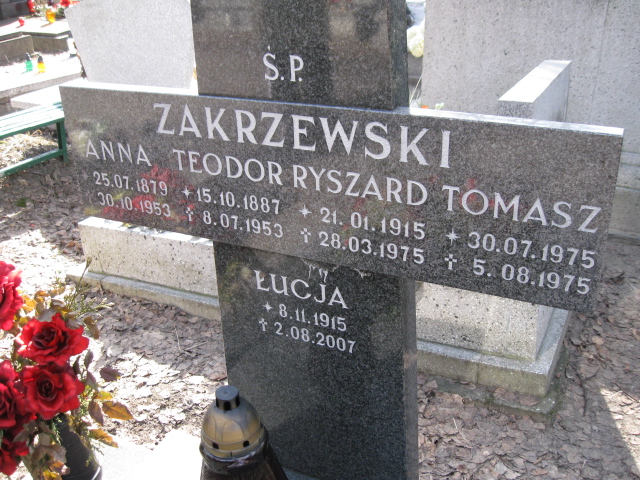 Ś.P.
ZAKRZEWSKI
ANNA TEODOR RYSZARD TOMASZ
25.07.1879 * 15.10.1887 * 21.01.1915 * 30.07.1975
30.10.1953 † 8.07.1953 † 28.03.1975 † 5.08.1975
ŁUCJA
* 8.11.1915
† 2.08.2007